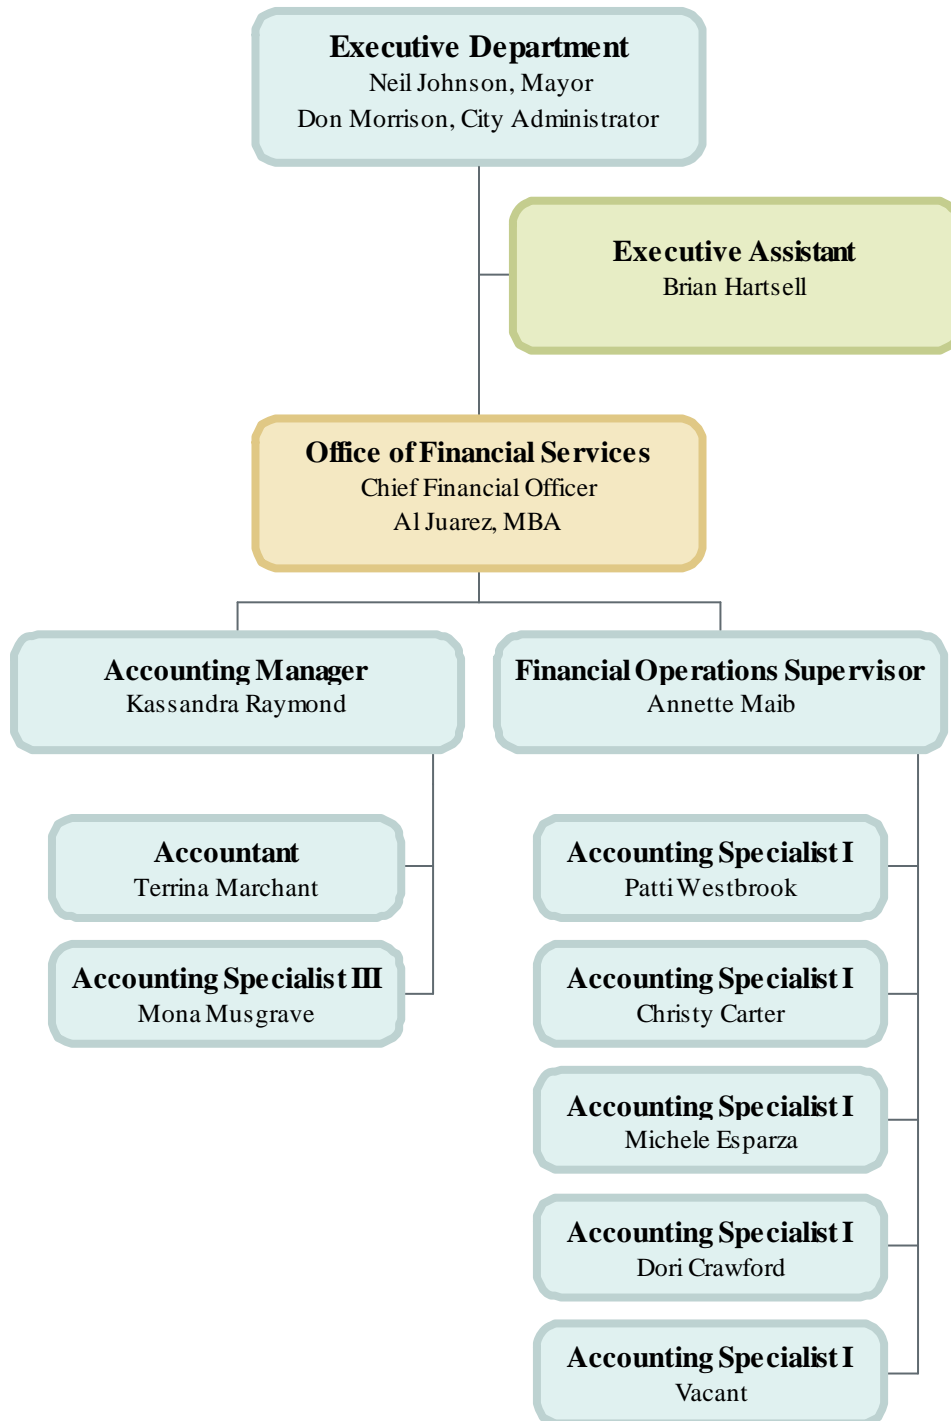 Executive Department
Neil Johnson, Mayor
Don Morrison, City Administrator
Executive Assistant
Brian Hartsell
Office of Financial Services
Chief Financial Officer
Al Juarez, MBA
Accounting Manager
Kassandra Raymond
Financial Operations Supervisor
Annette Maib
Accountant
Terrina Marchant
Accounting Specialist III
Mona Musgrave
Accounting Specialist I
Patti Westbrook
Accounting Specialist I
Christy Carter
Accounting Specialist I
Michele Esparza
Accounting Specialist I
Dori Crawford
Accounting Specialist I
Vacant